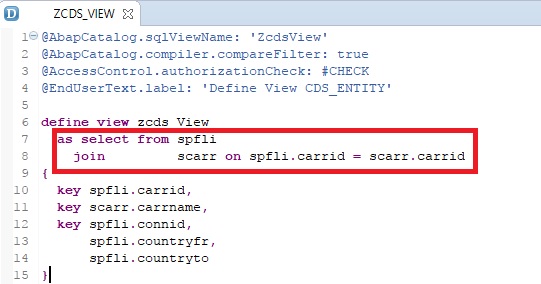 D ZCDS_VIEW
1 @AbapCatalog.sqlViewName: 'ZcdsView'
2 @AbapCatalog.compiler.compareFilter: true
3 @AccessControl.authorizationCheck: #CHECK
4 @EndUserText.label: 'Define View CDS_ENTITY'
5
6 define view zcds View
7 as select from spfli
8 join scarr on spfli.carrid = scarr.carrid
9 {
10 key spfli.carrid,
11 key scarr.carrname,
12 key spfli.connid,
13 spfli.countryfr,
14 spfli.countryto
15 }